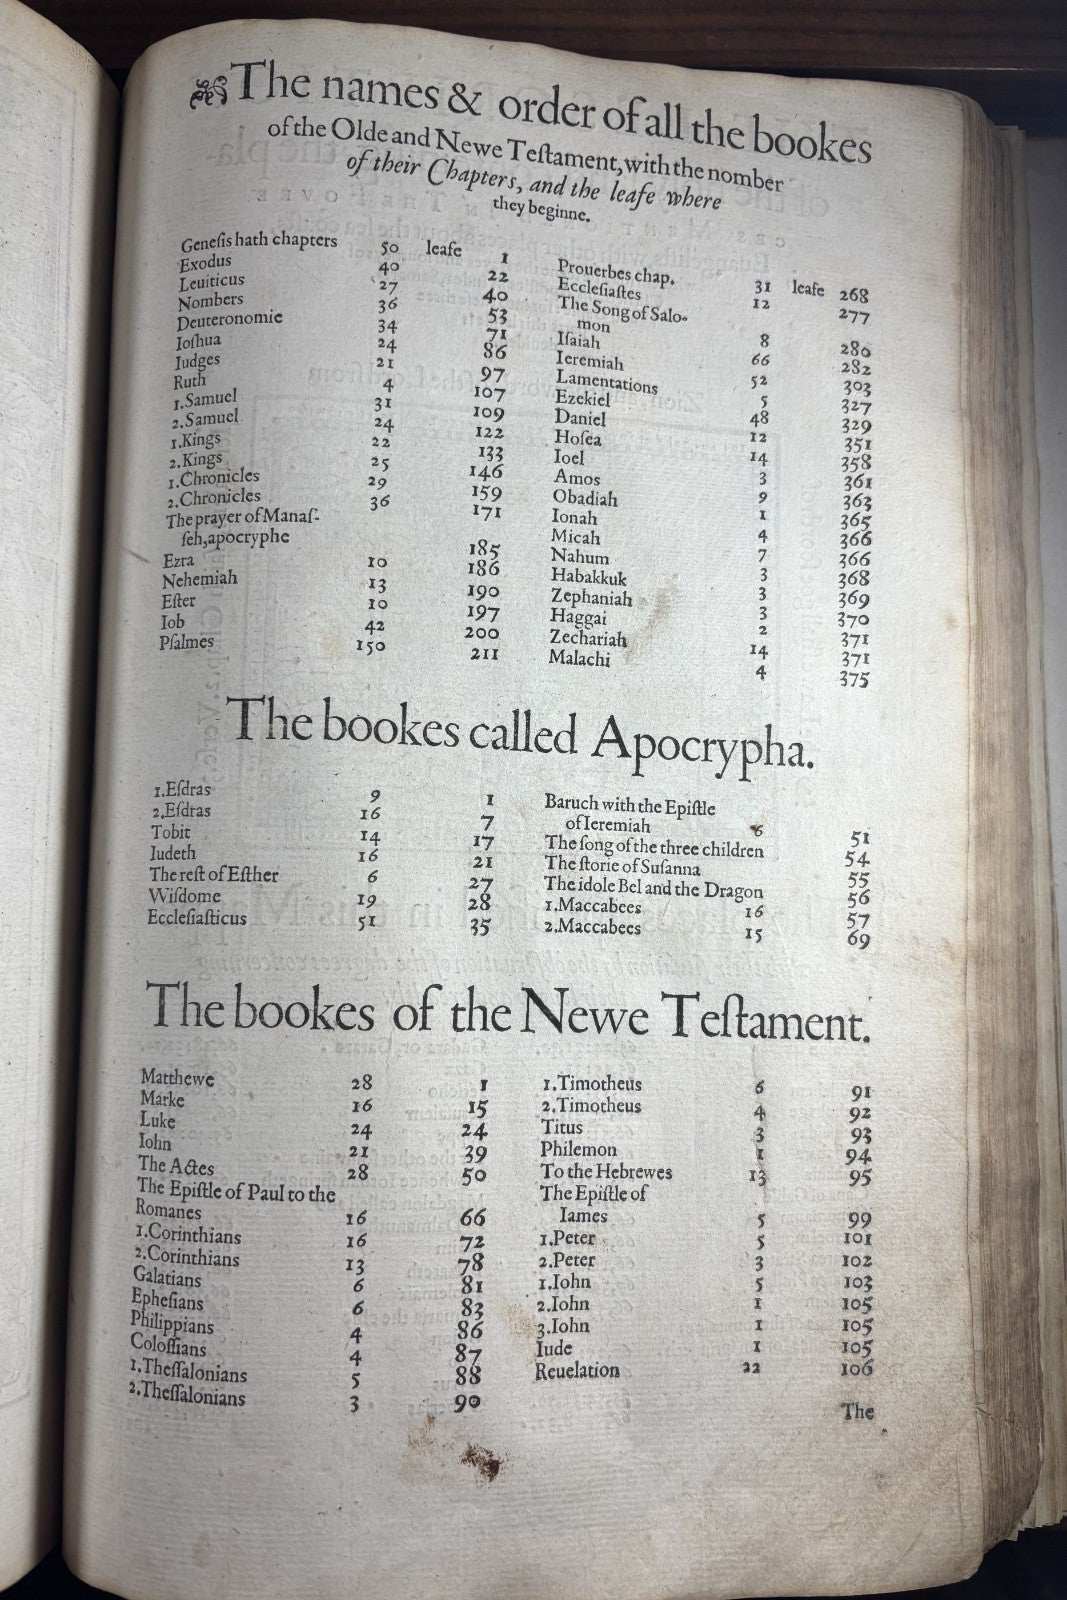 The names & order of all the bookes
of the Olde and Newe Teſtament, with the nomber
of their Chapters, and the leafe where
they beginne.
Geneſis hath chapters 50 leafe 1
Exodus 40 22
Leuiticus 27 40
Nombers 36 53
Deuteronomie 34 71
Ioſhua 24 86
Iudges 21 97
Ruth 4 107
1.Samuel 31 109
2.Samuel 24 122
1.Kings 22 133
2.Kings 25 146
1.Chronicles 29 159
2.Chronicles 36 171
The prayer of Manaſ-
ſeh, apocryphe 185
Ezra 10 186
Nehemiah 13 190
Eſter 10 197
Iob 42 200
Pſalmes 150 211
Prouerbes chap. 31 leafe 268
Eccleſiaſtes 12 277
The Song of Salo-
mon 8 280
Iſaiah 66 282
Ieremiah 52 303
Lamentations 5 327
Ezekiel 48 329
Daniel 12 351
Hoſea 14 358
Ioel 3 361
Amos 9 363
Obadiah 1 365
Ionah 4 366
Micah 7 366
Nahum 3 368
Habakkuk 3 369
Zephaniah 3 370
Haggai 2 371
Zechariah 14 371
Malachi 4 375
The bookes called Apocrypha.
1.Eſdras 9 1
2.Eſdras 16 7
Tobit 14 17
Iudeth 16 21
The reſt of Eſther 6 27
Wiſdome 19 28
Eccleſiaſticus 51 35
Baruch with the Epiſtle
of Ieremiah 6 51
The ſong of the three children 54
The ſtorie of Suſanna 55
The idole Bel and the Dragon 56
1.Maccabees 16 57
2.Maccabees 15 69
The bookes of the Newe Teſtament.
Matthewe 28 1
Marke 16 15
Luke 24 24
Iohn 21 39
The Actes 28 50
The Epiſtle of Paul to the
Romanes 16 66
1.Corinthians 16 72
2.Corinthians 13 78
Galatians 6 81
Epheſians 6 83
Philippians 4 86
Coloſſians 4 87
1.Theſſalonians 5 88
2.Theſſalonians 3 90
1.Timotheus 6 91
2.Timotheus 4 92
Titus 3 93
Philemon 1 94
To the Hebrewes 13 95
The Epiſtle of
Iames 5 99
1.Peter 5 101
2.Peter 3 102
1.Iohn 5 103
2.Iohn 1 105
3.Iohn 1 105
Iude 1 105
Reuelation 22 106
The